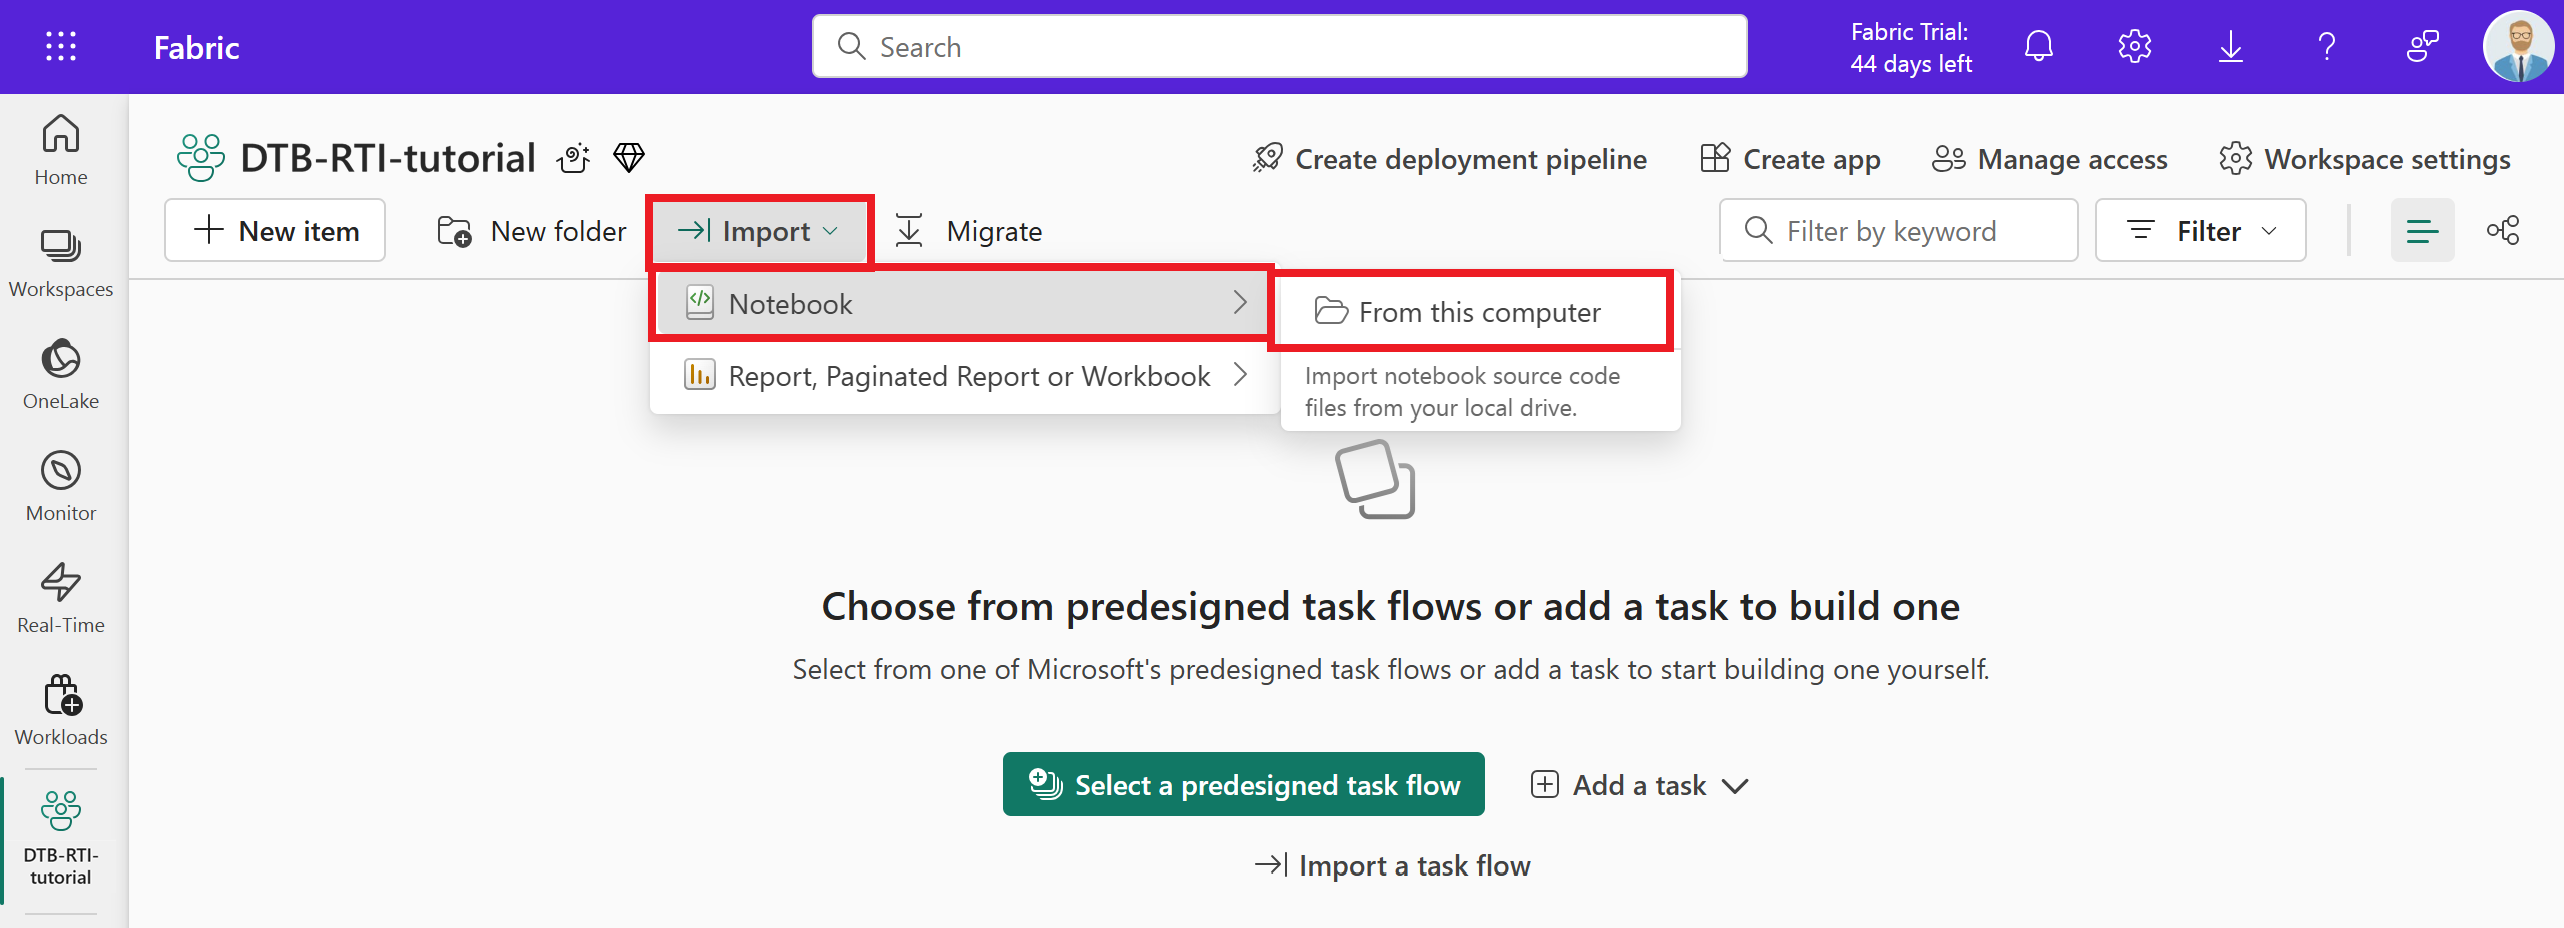 Fabric
Search
Fabric Trial:
44 days left
Home
Workspaces
OneLake
Monitor
Real-Time
Workloads
DTB-RTI-
tutorial
DTB-RTI-tutorial
Create deployment pipeline
Create app
Manage access
Workspace settings
New item
New folder
Import
Migrate
Filter by keyword
Filter
Notebook
Report, Paginated Report or Workbook
From this computer
Import notebook source code
files from your local drive.
Choose from predesigned task flows or add a task to build one
Select from one of Microsoft's predesigned task flows or add a task to start building one yourself.
Select a predesigned task flow
Add a task
Import a task flow